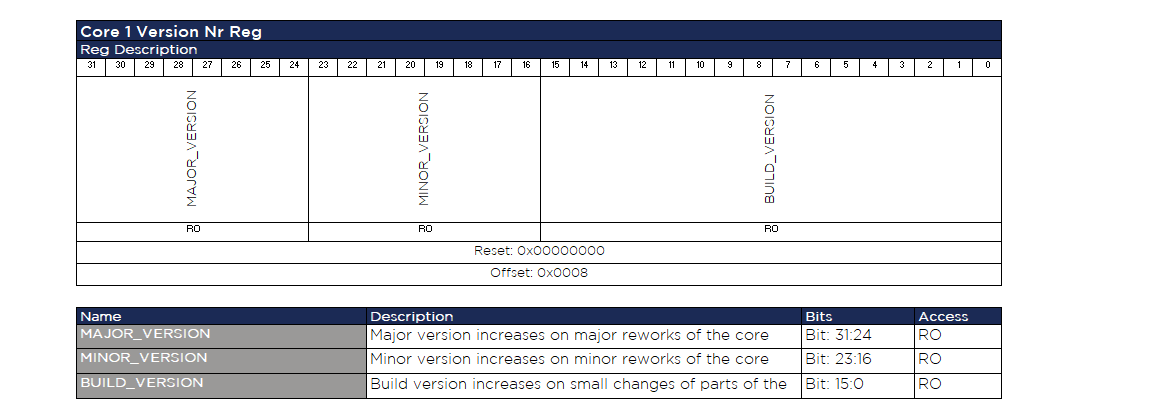 Core 1 Version Nr Reg
Reg Description
31 30 29 28 27 26 25 24 23 22 21 20 19 18 17 16 15 14 13 12 11 10 9 8 7 6 5 4 3 2 1 0
MAJOR_VERSION MINOR_VERSION BUILD_VERSION
RO RO RO
Reset: 0x00000000
Offset: 0x0008
Name Description Bits Access
MAJOR_VERSION Major version increases on major reworks of the core Bit: 31:24 RO
MINOR_VERSION Minor version increases on minor reworks of the core Bit: 23:16 RO
BUILD_VERSION Build version increases on small changes of parts of the Bit: 15:0 RO